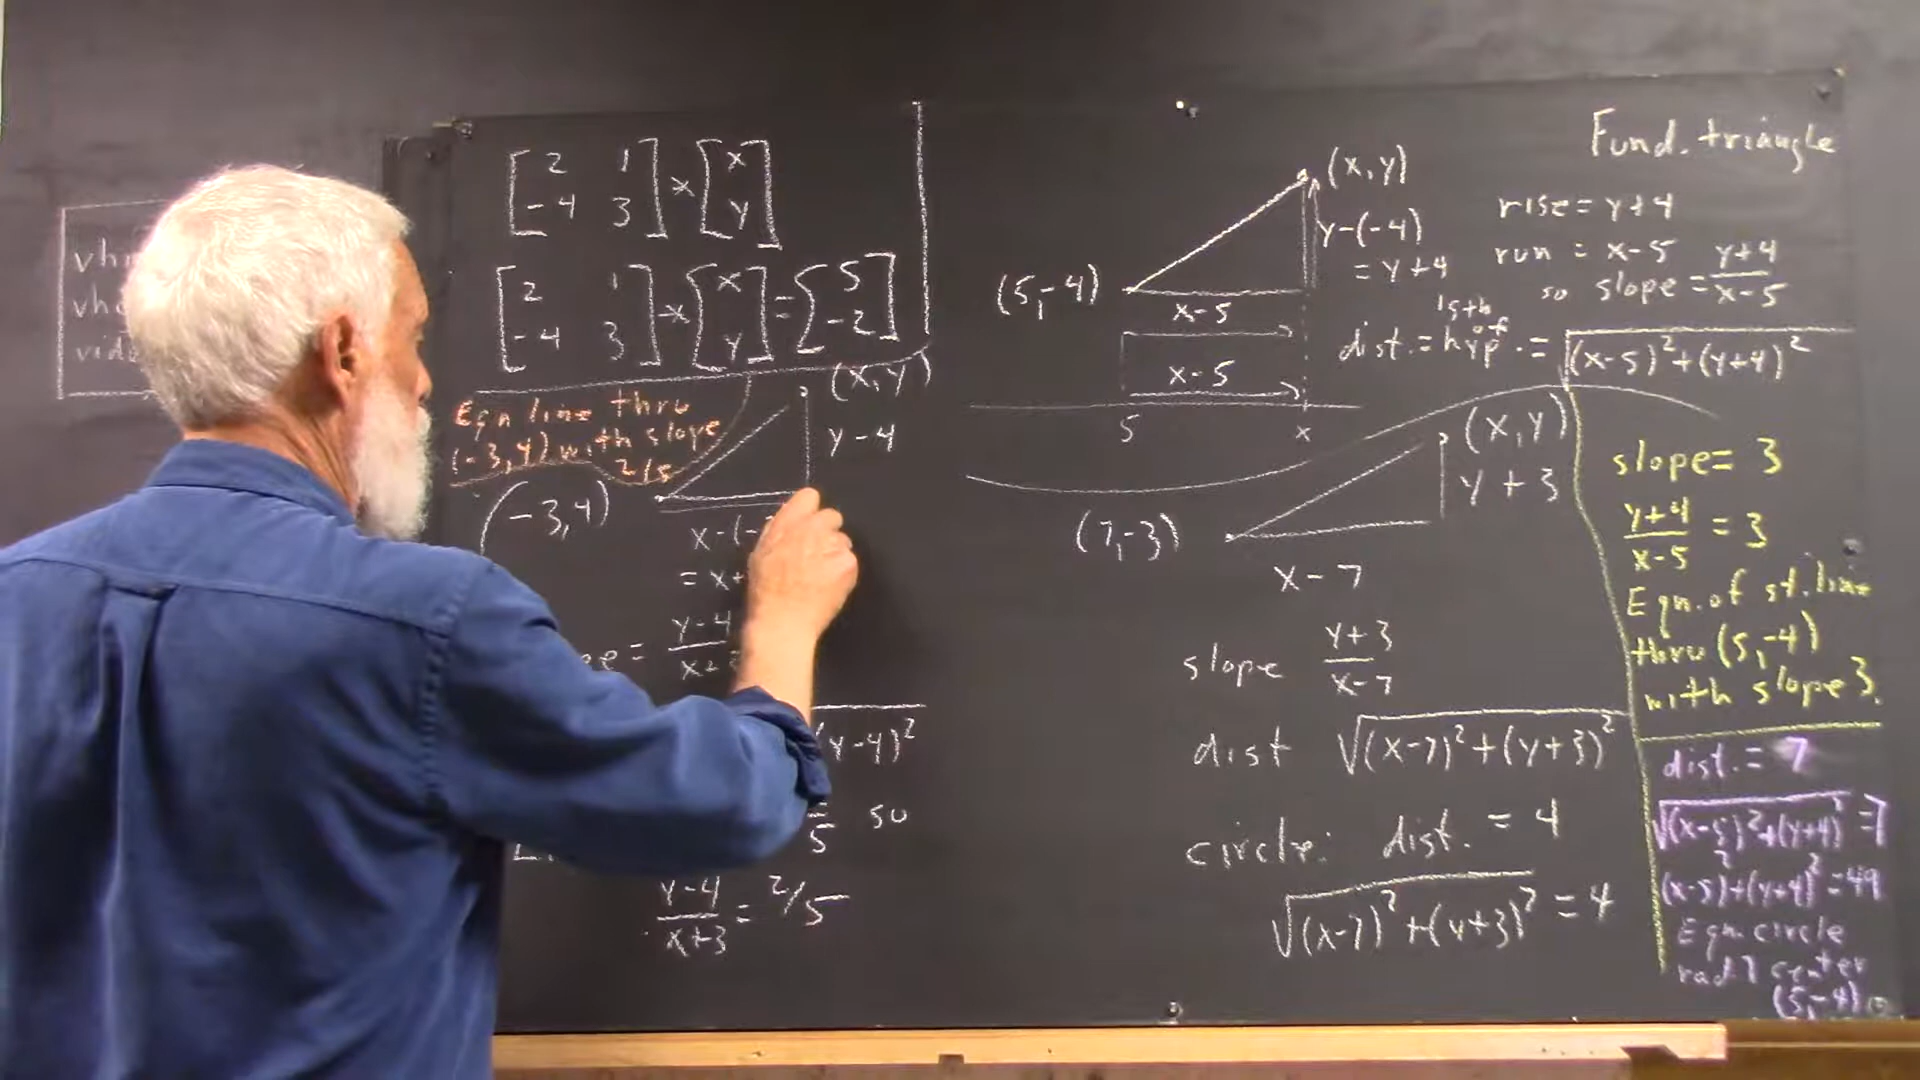 [2 1
-4 3] * [x
y]
[2 1
-4 3] * [x
y] = [5
-2]
Eqn line thru
(-3,4) with slope
2/5
(x,y)
y-4
(-3,4)
x-(-
= x+
= y-4
x+
(y-4)²
5 so
y-4
x+3 = 2/5
Fund. triangle
(x,y)
y-(-4)
= y+4
(5,-4)
x-5
x-5
5 x
rise = y+4
run = x-5
so slope = y+4
x-5
dist. = lgth of hyp. = √(x-5)²+(y+4)²
(x,y)
y+3
(7,-3)
x-7
slope y+3
x-7
dist √(x-7)²+(y+3)²
circle: dist. = 4
√(x-7)²+(y+3)² = 4
slope = 3
y+4
x-5 = 3
Eqn. of st. line
thru (5,-4)
with slope 3.
dist. = 7
√(x-5)²+(y+4)² = 7
(x-5)²+(y+4)² = 49
Eqn circle
rad 7 center
(5,-4)